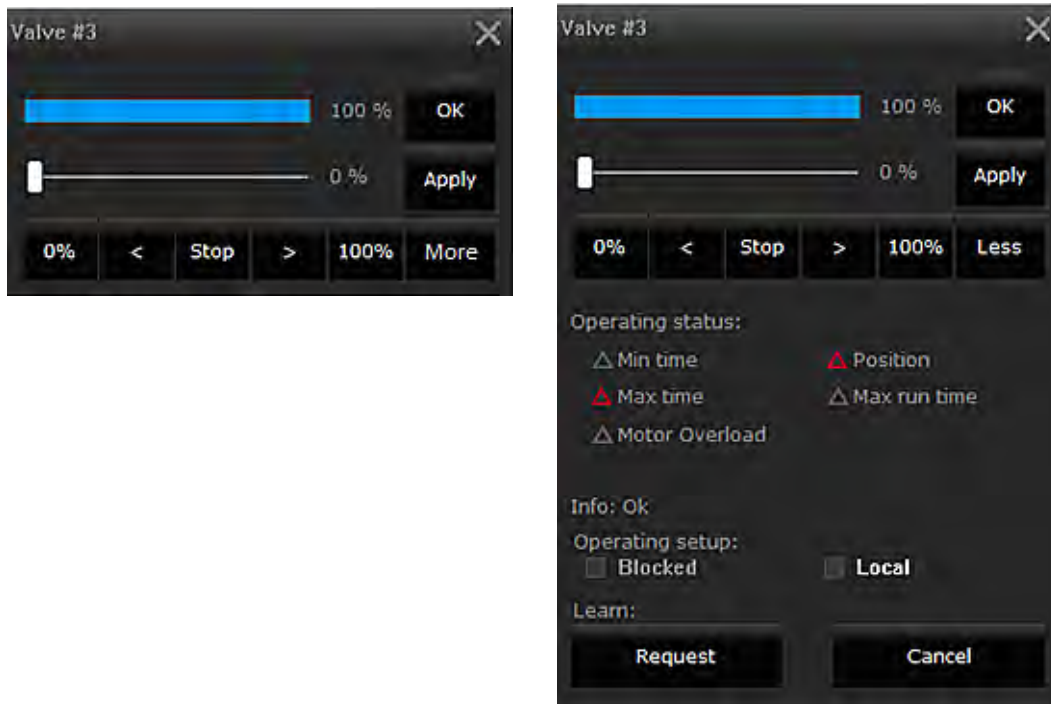 Valve #3
100 % OK
0 % Apply
0% < Stop > 100% More
Valve #3
100 % OK
0 % Apply
0% < Stop > 100% Less
Operating status:
Min time Position
Max time Max run time
Motor Overload
Info: Ok
Operating setup:
Blocked Local
Learn:
Request Cancel